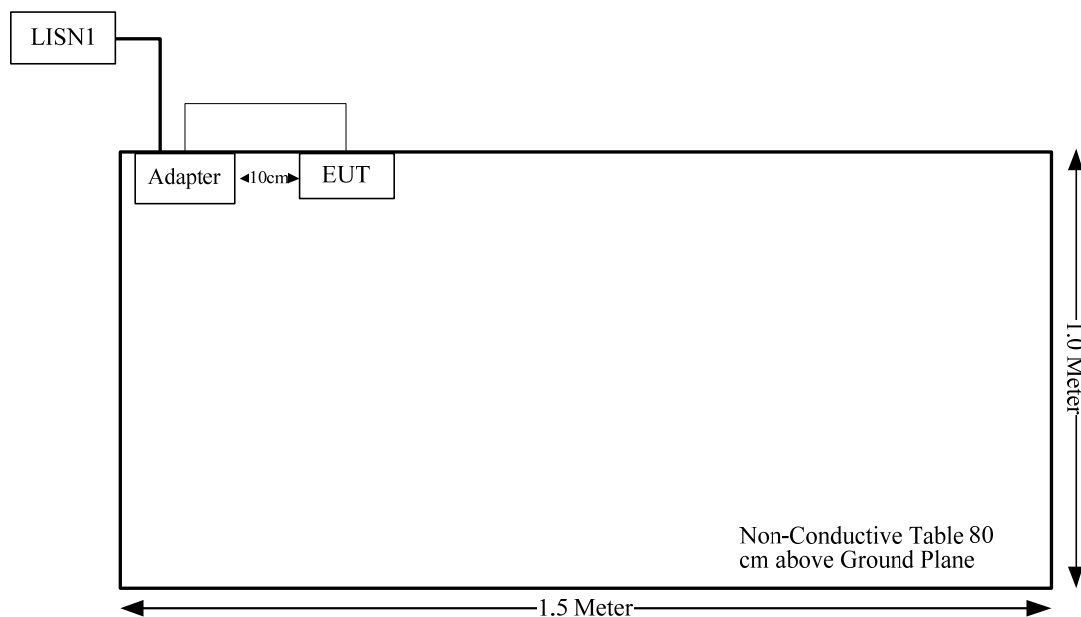 LISN1
Adapter
10cm
EUT
1.0 Meter
Non-Conductive Table 80
cm above Ground Plane
1.5 Meter